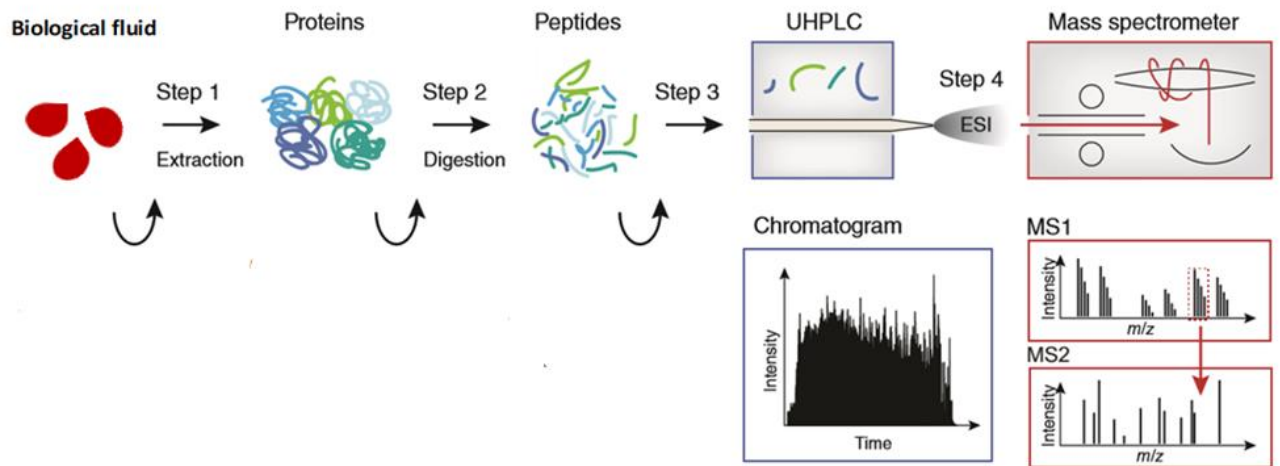 Biological fluid
Proteins
Peptides
UHPLC
Mass spectrometer
Step 1
Extraction
Step 2
Digestion
Step 3
Step 4
ESI
Chromatogram
Intensity
Time
MS1
Intensity
m/z
MS2
Intensity
m/z